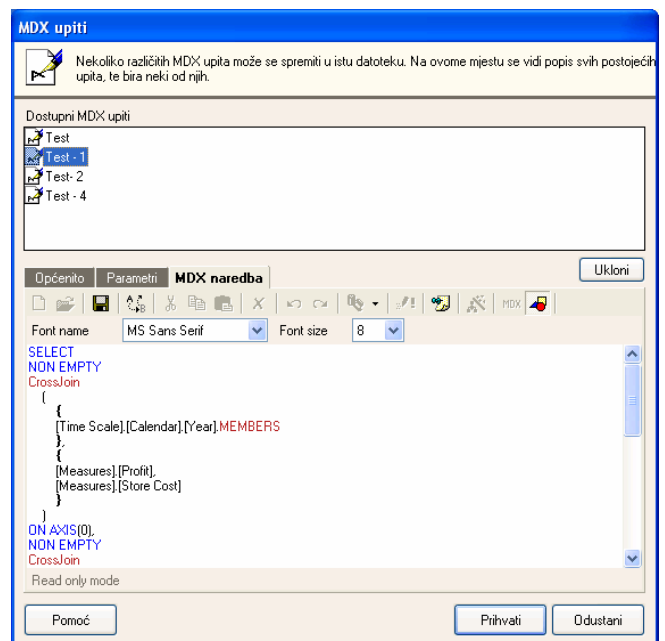 MDX upiti
Nekoliko različitih MDX upita može se spremiti u istu datoteku. Na ovome mjestu se vidi popis svih postojećih
upita, te bira neki od njih.
Dostupni MDX upiti
Test
Test - 1
Test- 2
Test - 4
Ukloni
Općenito Parametri MDX naredba
MDX
Font name MS Sans Serif Font size 8
SELECT
NON EMPTY
CrossJoin
(
{
[Time Scale].[Calendar].[Year].MEMBERS
},
{
[Measures].[Profit],
[Measures].[Store Cost]
}
)
ON AXIS(0),
NON EMPTY
CrossJoin
Read only mode
Pomoć Prihvati Odustani